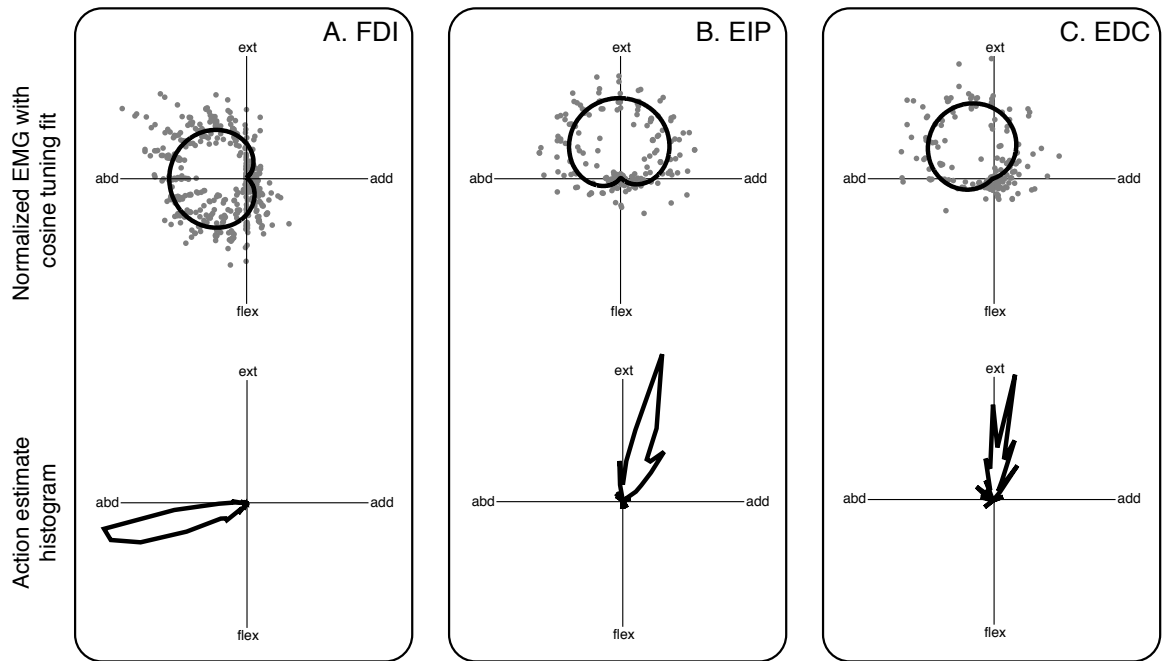 A. FDI
B. EIP
C. EDC
Normalized EMG with
cosine tuning fit
ext
abd
add
flex
ext
abd
add
flex
ext
abd
add
flex
Action estimate
histogram
ext
abd
add
flex
ext
abd
add
flex
ext
abd
add
flex